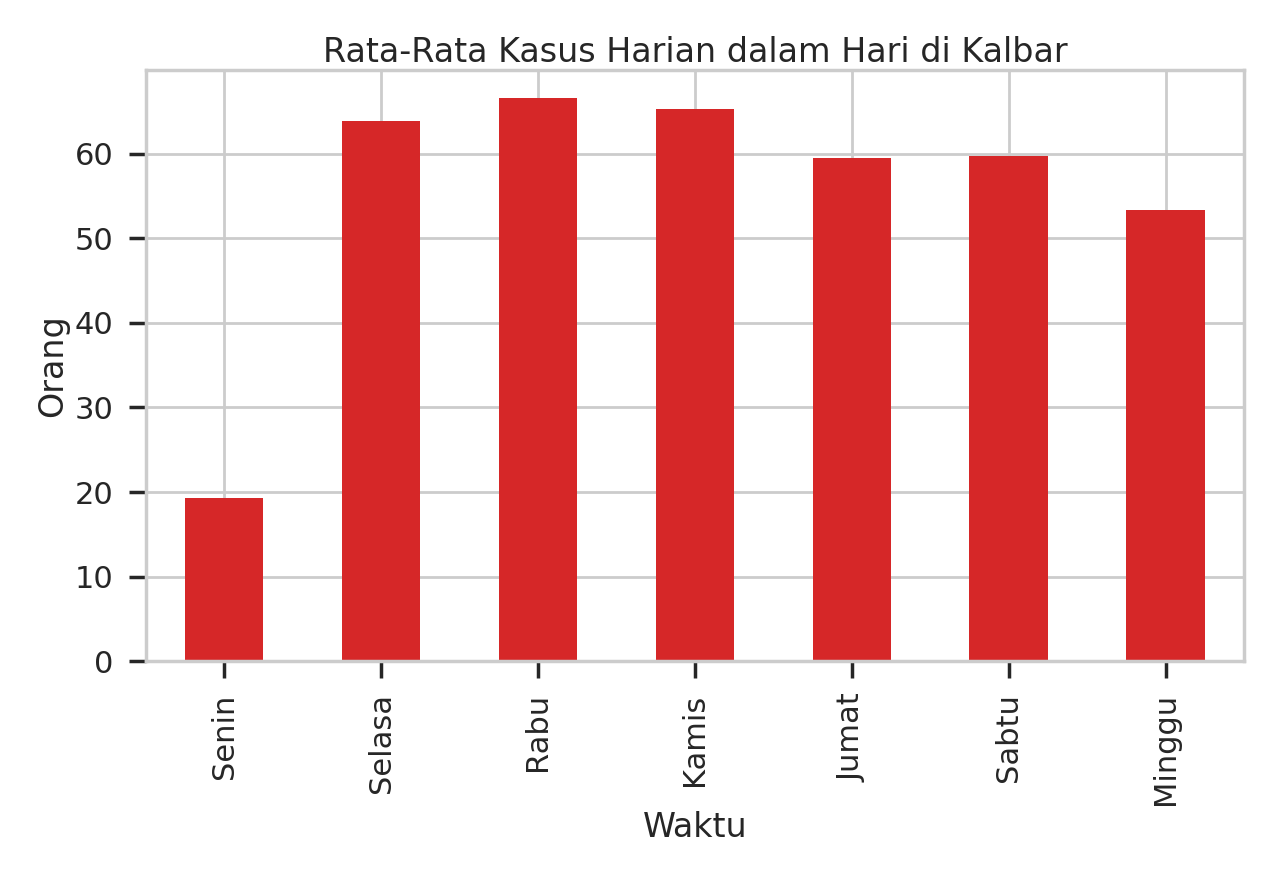 Rata-Rata Kasus Harian dalam Hari di Kalbar
Orang
60
50
40
30
20
10
0
Senin
Selasa
Rabu
Kamis
Jumat
Sabtu
Minggu
Waktu